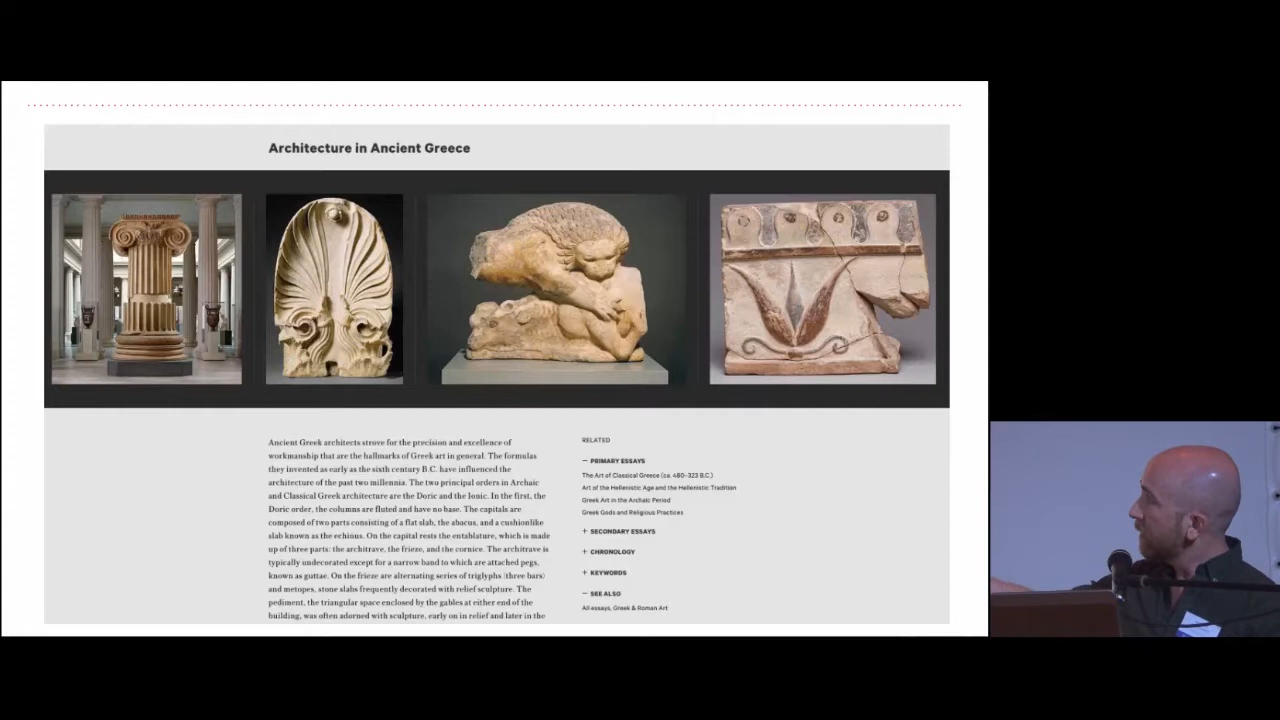 Architecture in Ancient Greece
Ancient Greek architects strove for the precision and excellence of
workmanship that are the hallmarks of Greek art in general. The formulas
they invented as early as the sixth century B.C. have influenced the
architecture of the past two millennia. The two principal orders in Archaic
and Classical Greek architecture are the Doric and the Ionic. In the first, the
Doric order, the columns are fluted and have no base. The capitals are
composed of two parts consisting of a flat slab, the abacus, and a cushionlike
slab known as the echinus. On the capital rests the entablature, which is made
up of three parts: the architrave, the frieze, and the cornice. The architrave is
typically undecorated except for a narrow band to which are attached pegs,
known as guttae. On the frieze are alternating series of triglyphs (three bars)
and metopes, stone slabs frequently decorated with relief sculpture. The
pediment, the triangular space enclosed by the gables at either end of the
building, was often adorned with sculpture, early on in relief and later in the
RELATED
− PRIMARY ESSAYS
The Art of Classical Greece (ca. 480–323 B.C.)
Art of the Hellenistic Age and the Hellenistic Tradition
Greek Art in the Archaic Period
Greek Gods and Religious Practices
+ SECONDARY ESSAYS
+ CHRONOLOGY
+ KEYWORDS
− SEE ALSO
All essays, Greek & Roman Art